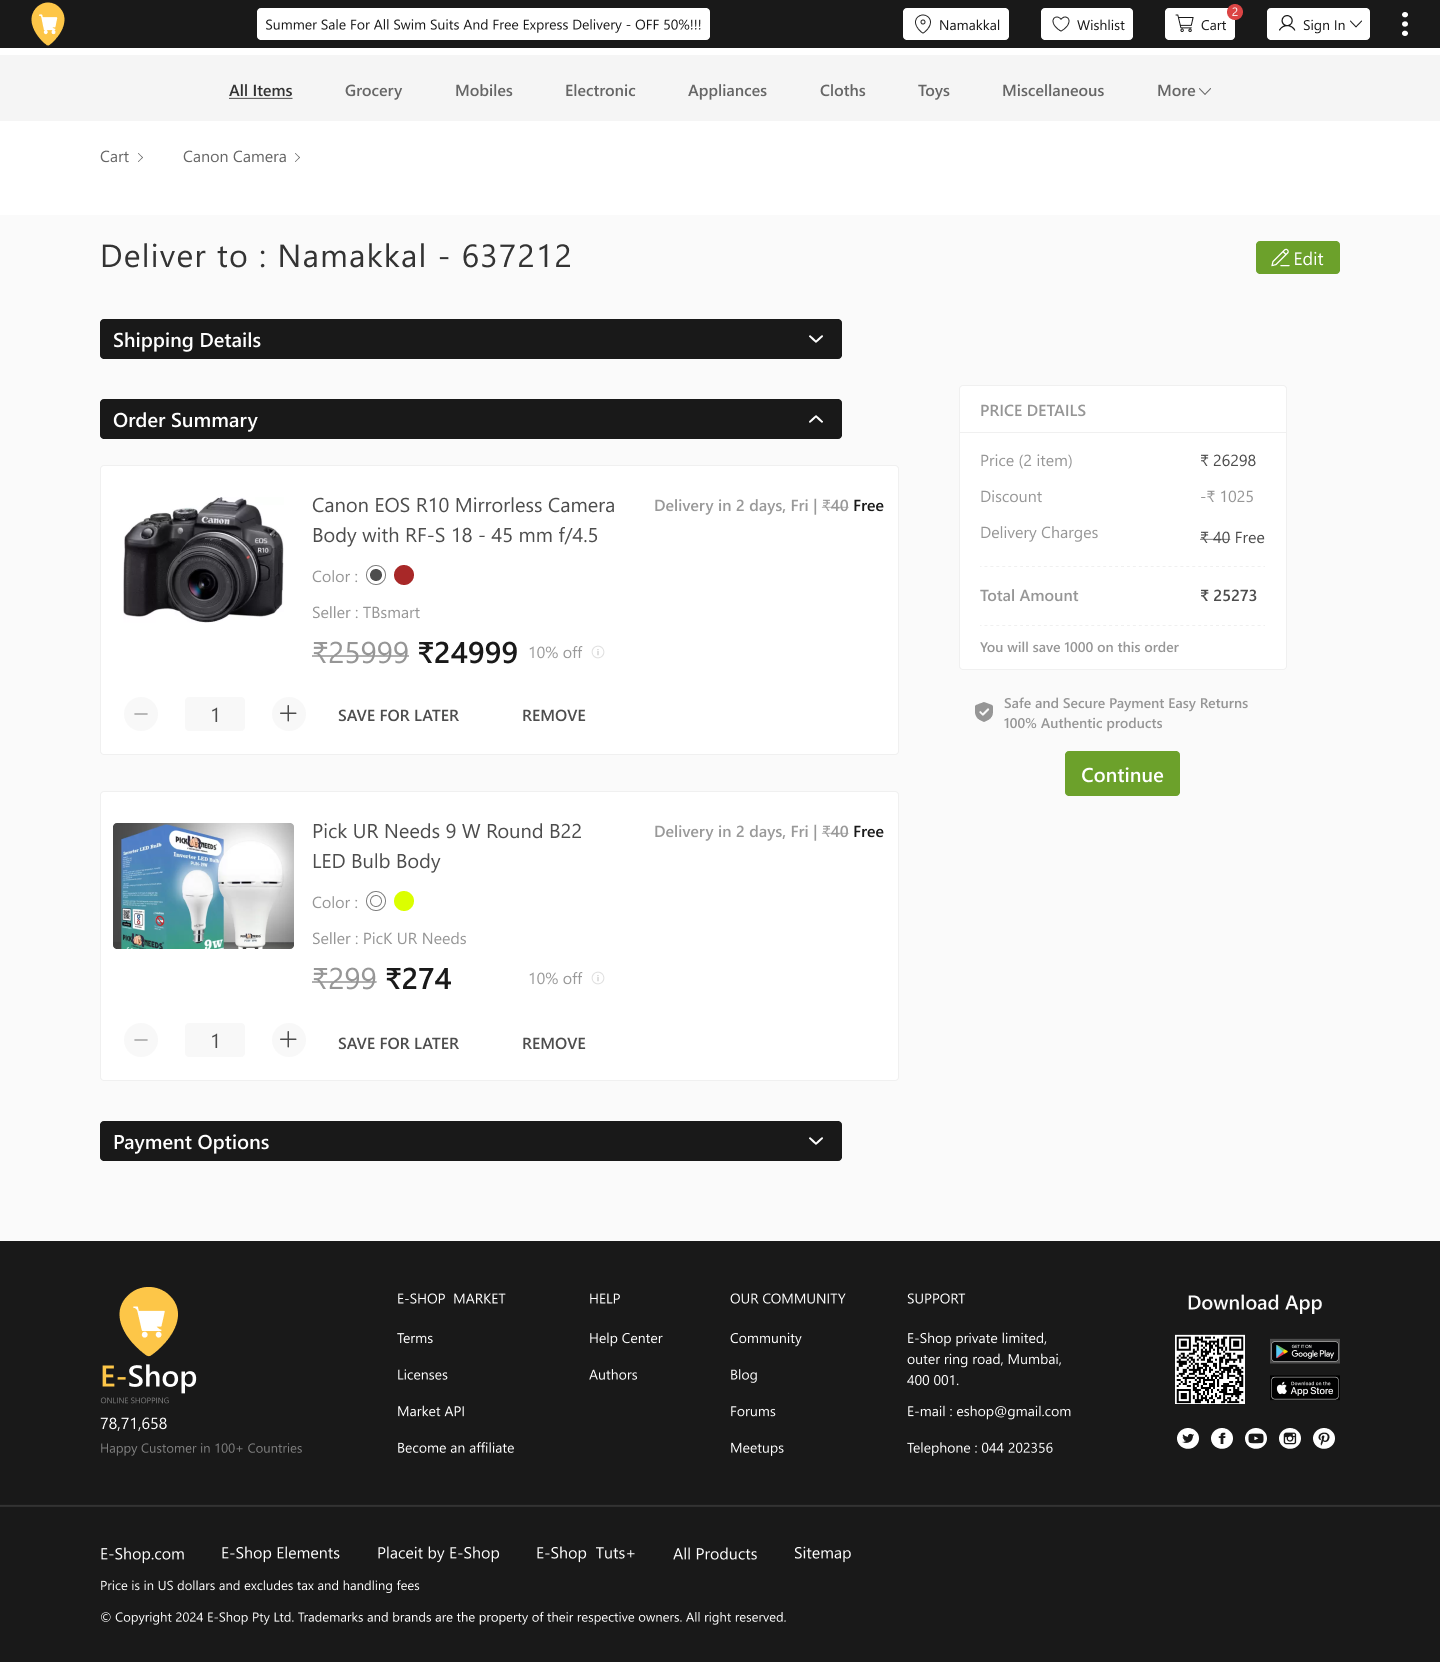 Summer Sale For All Swim Suits And Free Express Delivery - OFF 50%!!!
Namakkal
Wishlist
Cart
2
Sign In
All Items
Grocery
Mobiles
Electronic
Appliances
Cloths
Toys
Miscellaneous
More
Cart
Canon Camera
Deliver to : Namakkal - 637212
Edit
Shipping Details
Order Summary
Canon
EOS
R10
Canon EOS R10 Mirrorless Camera
Body with RF-S 18 - 45 mm f/4.5
Delivery in 2 days, Fri | ₹40 Free
Color :
Seller : TBsmart
₹25999 ₹24999 10% off
1
SAVE FOR LATER
REMOVE
PRICE DETAILS
Price (2 item) ₹ 26298
Discount -₹ 1025
Delivery Charges ₹ 40 Free
Total Amount ₹ 25273
You will save 1000 on this order
Safe and Secure Payment Easy Returns
100% Authentic products
Continue
PICK UR NEEDS
Inverter LED Bulb
9w
Pick UR Needs 9 W Round B22
LED Bulb Body
Delivery in 2 days, Fri | ₹40 Free
Color :
Seller : PicK UR Needs
₹299 ₹274 10% off
1
SAVE FOR LATER
REMOVE
Payment Options
E-Shop
ONLINE SHOPPING
78,71,658
Happy Customer in 100+ Countries
E-SHOP MARKET
Terms
Licenses
Market API
Become an affiliate
HELP
Help Center
Authors
OUR COMMUNITY
Community
Blog
Forums
Meetups
SUPPORT
E-Shop private limited,
outer ring road, Mumbai,
400 001.
E-mail : eshop@gmail.com
Telephone : 044 202356
Download App
GET IT ON
Google Play
Download on the
App Store
E-Shop.com
E-Shop Elements
Placeit by E-Shop
E-Shop Tuts+
All Products
Sitemap
Price is in US dollars and excludes tax and handling fees
© Copyright 2024 E-Shop Pty Ltd. Trademarks and brands are the property of their respective owners. All right reserved.